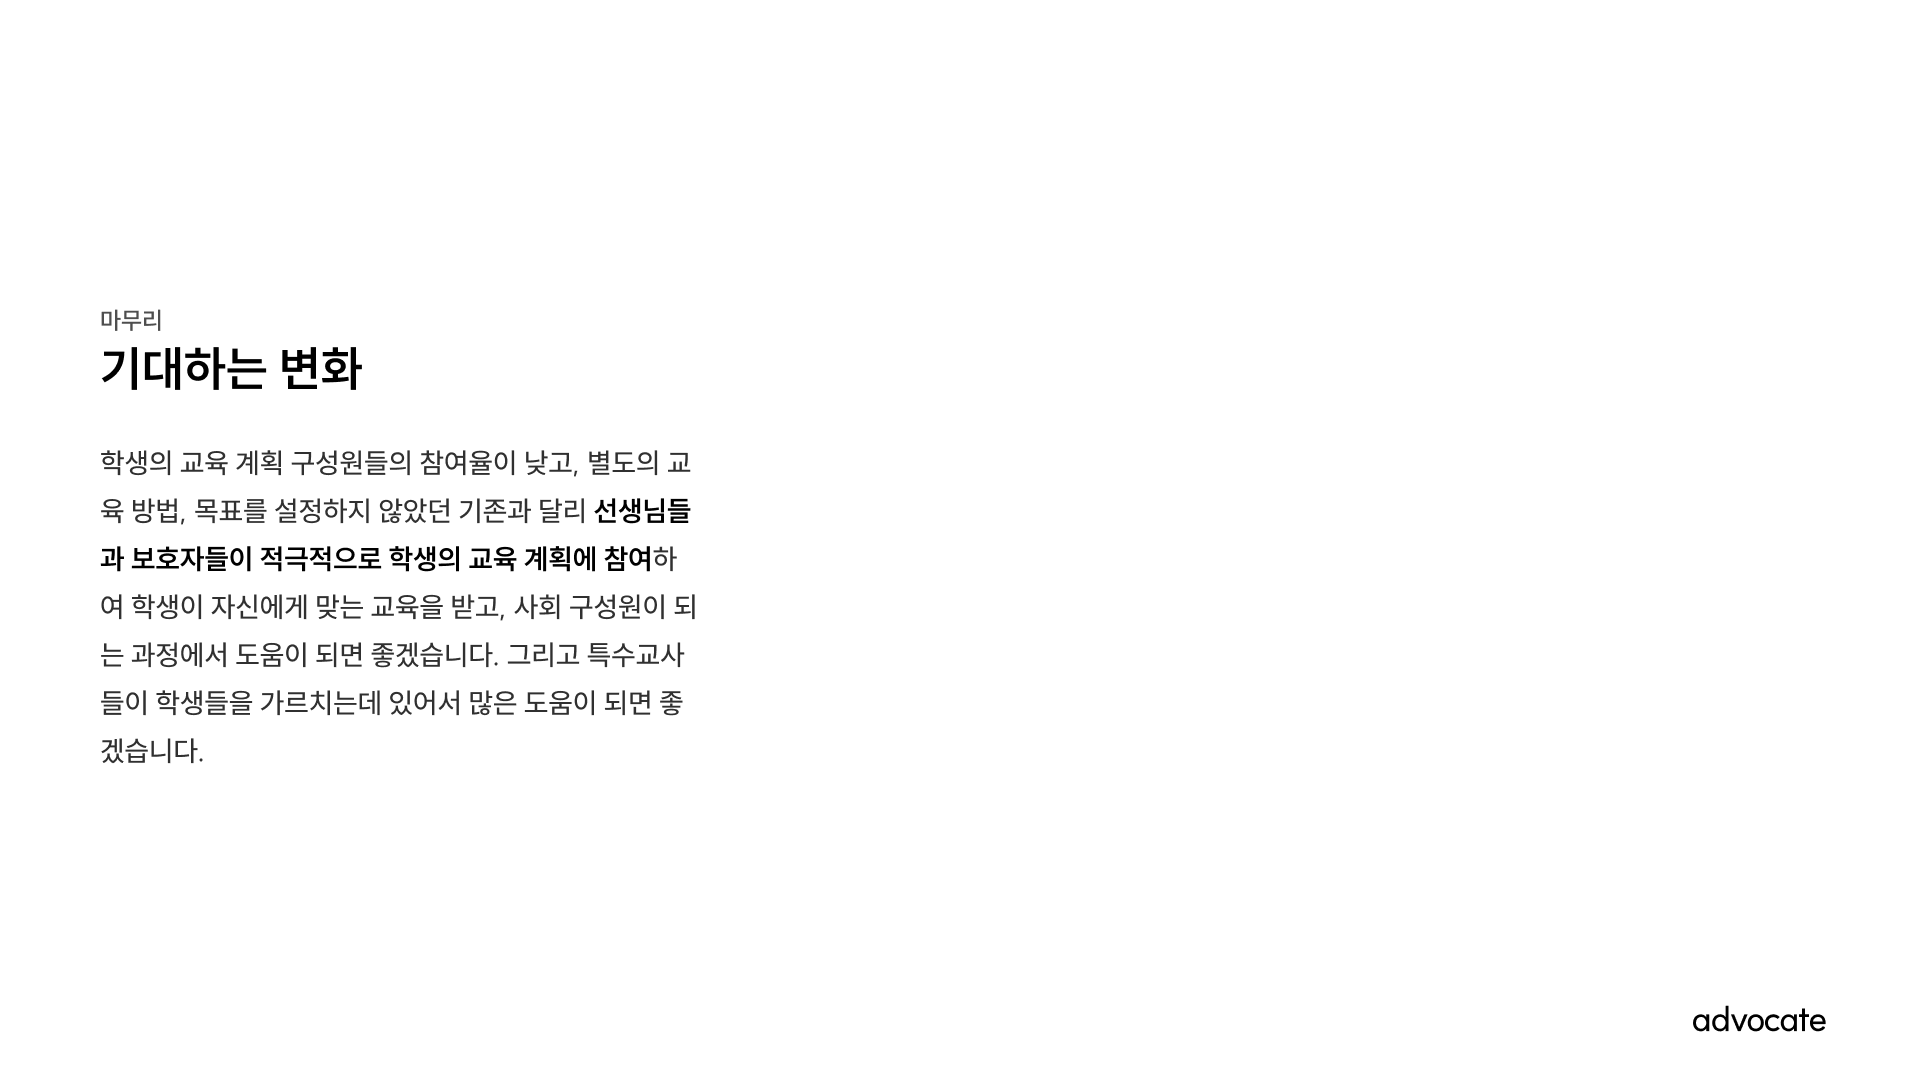 마무리
기대하는 변화
학생의 교육 계획 구성원들의 참여율이 낮고, 별도의 교
육 방법, 목표를 설정하지 않았던 기존과 달리 선생님들
과 보호자들이 적극적으로 학생의 교육 계획에 참여하
여 학생이 자신에게 맞는 교육을 받고, 사회 구성원이 되
는 과정에서 도움이 되면 좋겠습니다. 그리고 특수교사
들이 학생들을 가르치는데 있어서 많은 도움이 되면 좋
겠습니다.
advocate